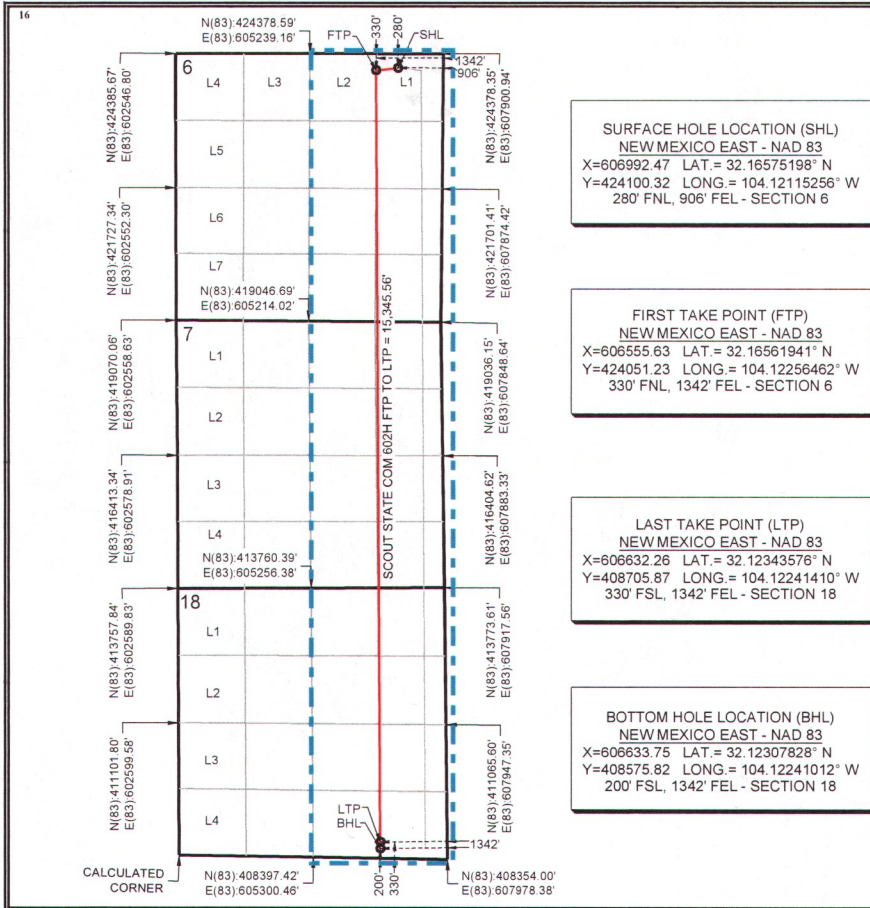 16
N(83):424378.59'
E(83):605239.16'
FTP
330'
280'
SHL
1342'
906'
6
L4
L3
L2
L1
L5
L6
L7
N(83):424385.67'
E(83):602546.80'
N(83):424378.35'
E(83):607900.94'
N(83):421727.34'
E(83):602552.30'
N(83):421701.41'
E(83):607874.42'
N(83):419046.69'
E(83):605214.02'
7
L1
L2
L3
L4
N(83):419070.06'
E(83):602558.63'
N(83):419036.15'
E(83):607848.64'
SCOUT STATE COM 602H FTP TO LTP = 15,345.56'
N(83):416413.34'
E(83):602578.91'
N(83):416404.62'
E(83):607883.33'
N(83):413760.39'
E(83):605256.38'
18
L1
L2
L3
L4
N(83):413757.84'
E(83):602589.83'
N(83):413773.61'
E(83):607917.56'
N(83):411101.80'
E(83):602599.58'
N(83):411065.60'
E(83):607947.35'
LTP
BHL
1342'
200'
330'
CALCULATED
CORNER
N(83):408397.42'
E(83):605300.46'
N(83):408354.00'
E(83):607978.38'
SURFACE HOLE LOCATION (SHL)
NEW MEXICO EAST - NAD 83
X=606992.47 LAT.= 32.16575198° N
Y=424100.32 LONG.= 104.12115256° W
280' FNL, 906' FEL - SECTION 6
FIRST TAKE POINT (FTP)
NEW MEXICO EAST - NAD 83
X=606555.63 LAT.= 32.16561941° N
Y=424051.23 LONG.= 104.12256462° W
330' FNL, 1342' FEL - SECTION 6
LAST TAKE POINT (LTP)
NEW MEXICO EAST - NAD 83
X=606632.26 LAT.= 32.12343576° N
Y=408705.87 LONG.= 104.12241410° W
330' FSL, 1342' FEL - SECTION 18
BOTTOM HOLE LOCATION (BHL)
NEW MEXICO EAST - NAD 83
X=606633.75 LAT.= 32.12307828° N
Y=408575.82 LONG.= 104.12241012° W
200' FSL, 1342' FEL - SECTION 18